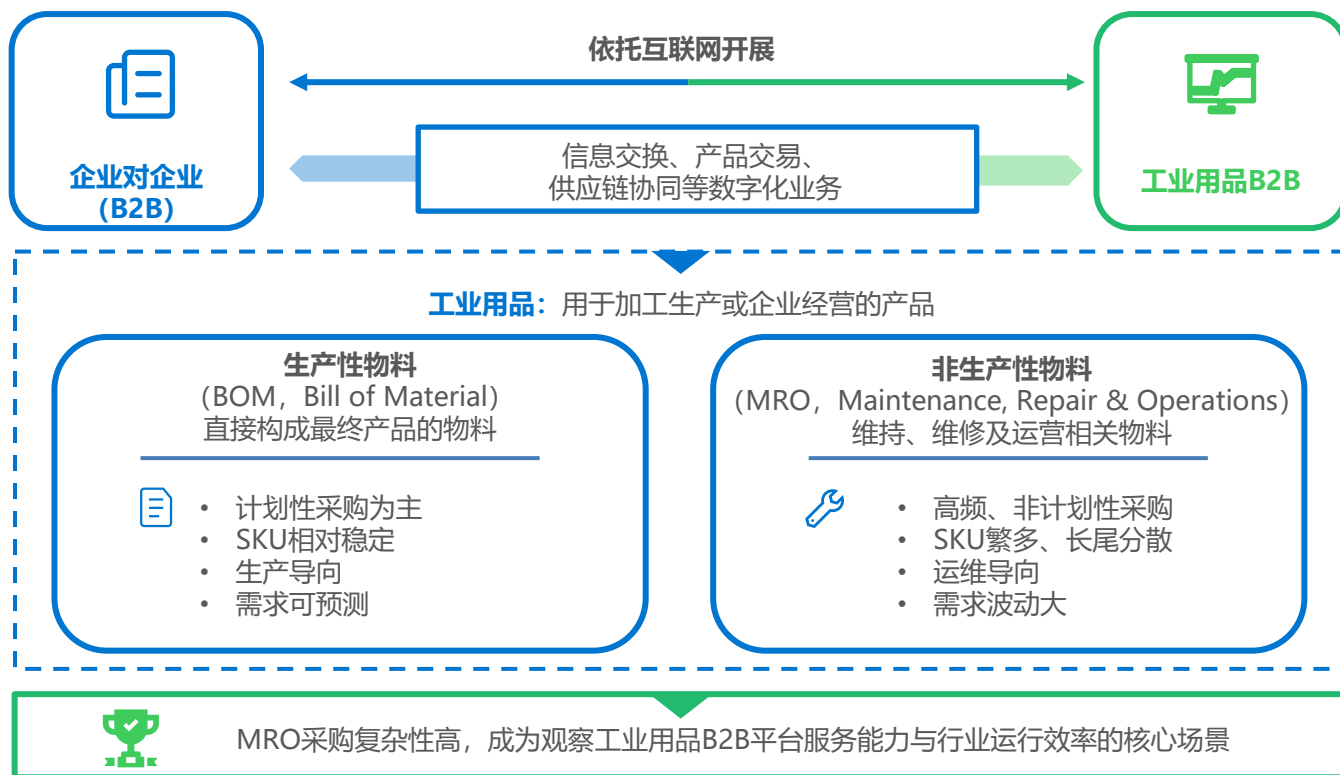 依托互联网开展
企业对企业
(B2B)
信息交换、产品交易、
供应链协同等数字化业务
工业用品B2B
工业用品：用于加工生产或企业经营的产品
生产性物料
（BOM，Bill of Material）
直接构成最终产品的物料
• 计划性采购为主
• SKU相对稳定
• 生产导向
• 需求可预测
非生产性物料
（MRO，Maintenance, Repair & Operations）
维持、维修及运营相关物料
• 高频、非计划性采购
• SKU繁多、长尾分散
• 运维导向
• 需求波动大
MRO采购复杂性高，成为观察工业用品B2B平台服务能力与行业运行效率的核心场景